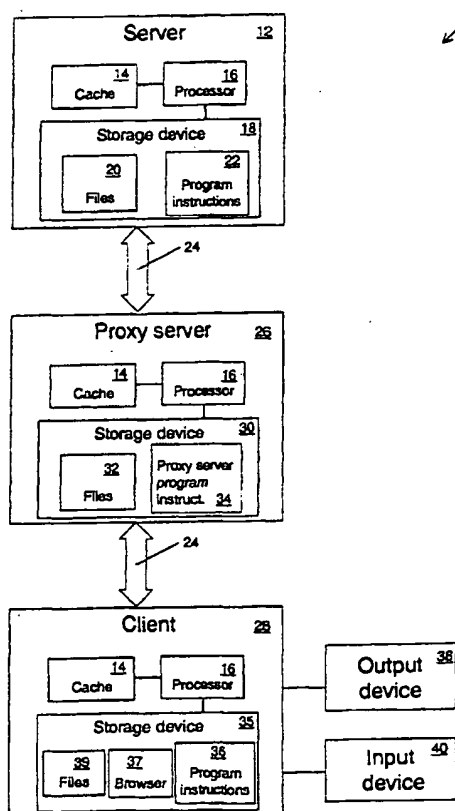 Server 12
14 Cache
16 Processor
Storage device 18
20 Files
22 Program instructions
24
Proxy server 26
14 Cache
16 Processor
Storage device 30
32 Files
Proxy server program instruct. 34
24
Client 28
14 Cache
16 Processor
Storage device 35
39 Files
37 Browser
36 Program instructions
Output device 38
Input device 40